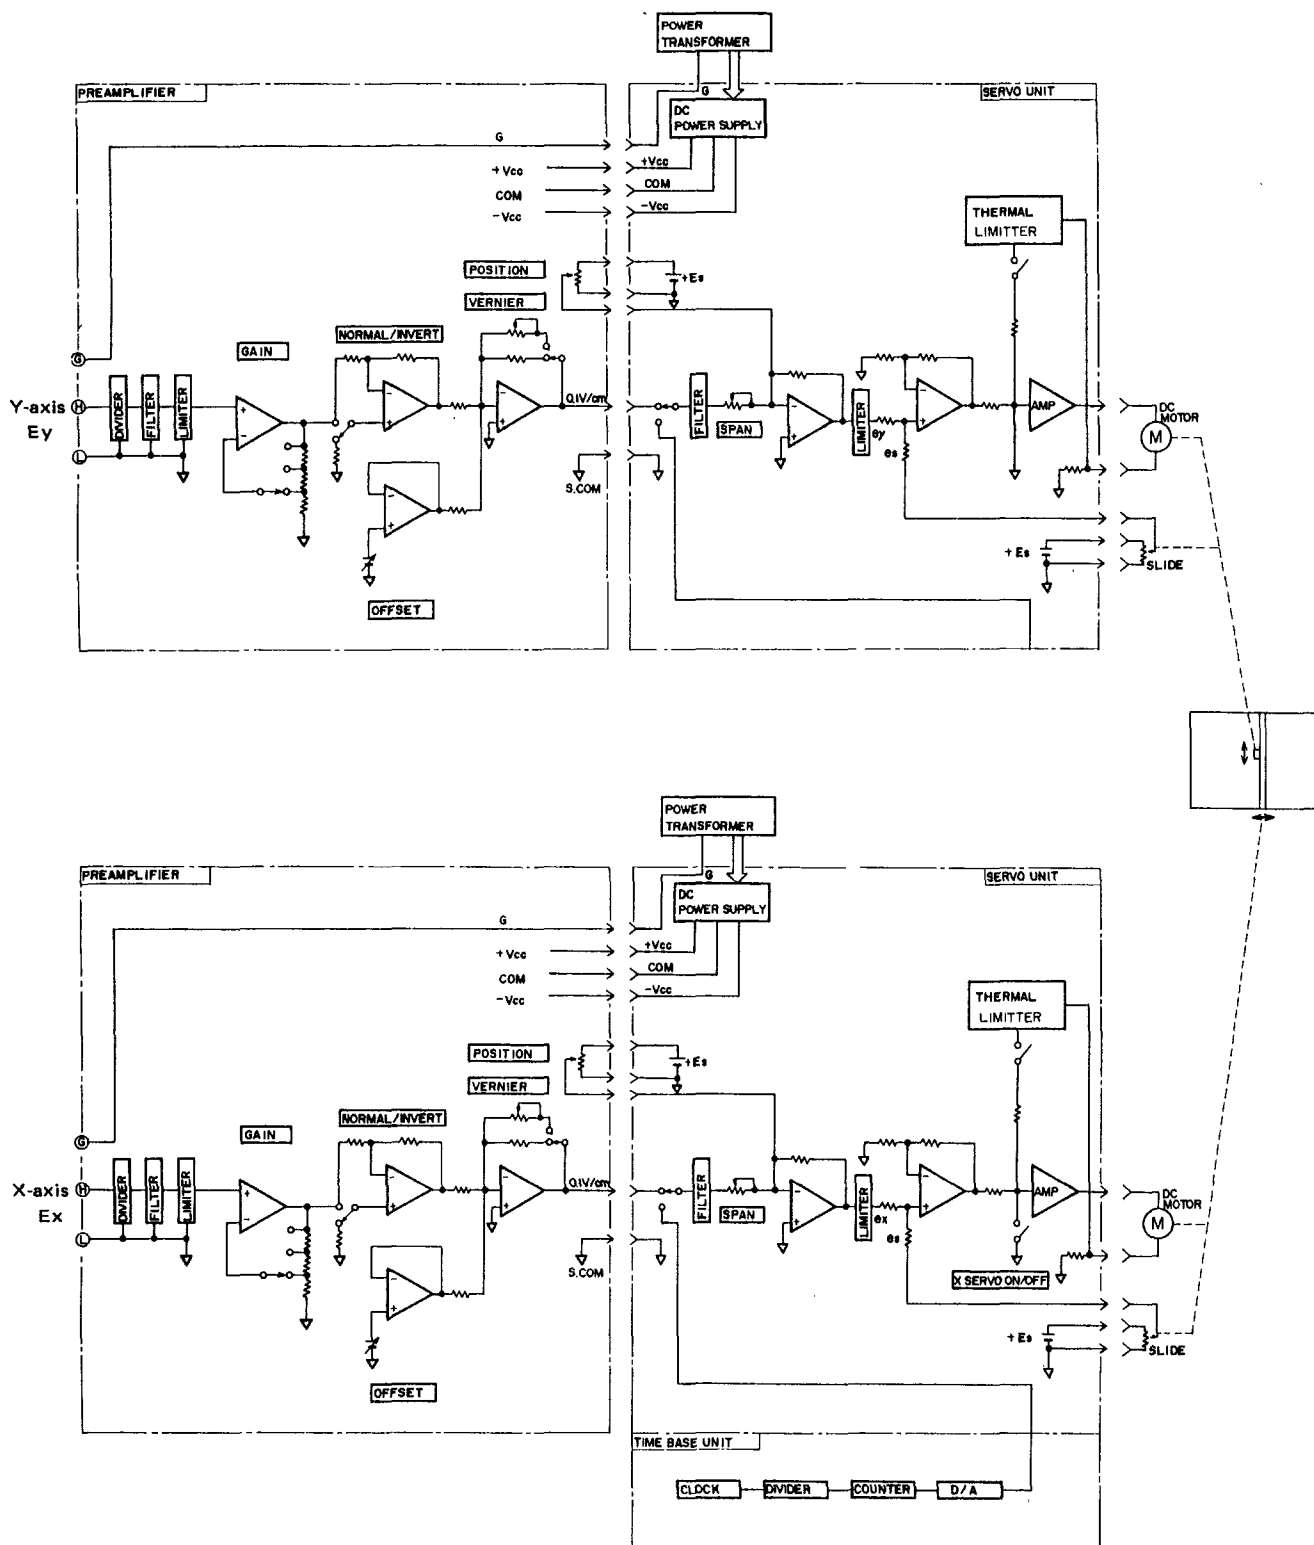 POWER
TRANSFORMER
PREAMPLIFIER
G
SERVO UNIT
DC
POWER SUPPLY
G
+Vcc
+Vcc
COM
COM
-Vcc
-Vcc
THERMAL
LIMITTER
POSITION
+Es
VERNIER
NORMAL/INVERT
GAIN
G
Y-axis
Ey
H
L
DIVIDER
FILTER
LIMITER
0.1V/cm
FILTER
SPAN
LIMITER
ey
es
AMP
DC
MOTOR
M
S.COM
+Es
SLIDE
OFFSET
POWER
TRANSFORMER
PREAMPLIFIER
G
SERVO UNIT
DC
POWER SUPPLY
G
+Vcc
+Vcc
COM
COM
-Vcc
-Vcc
THERMAL
LIMITTER
POSITION
+Es
VERNIER
NORMAL/INVERT
GAIN
G
X-axis
Ex
H
L
DIVIDER
FILTER
LIMITER
0.1V/cm
FILTER
SPAN
LIMITER
ex
es
AMP
DC
MOTOR
M
S.COM
X SERVO ON/OFF
+Es
SLIDE
OFFSET
TIME BASE UNIT
CLOCK
DIVIDER
COUNTER
D/A